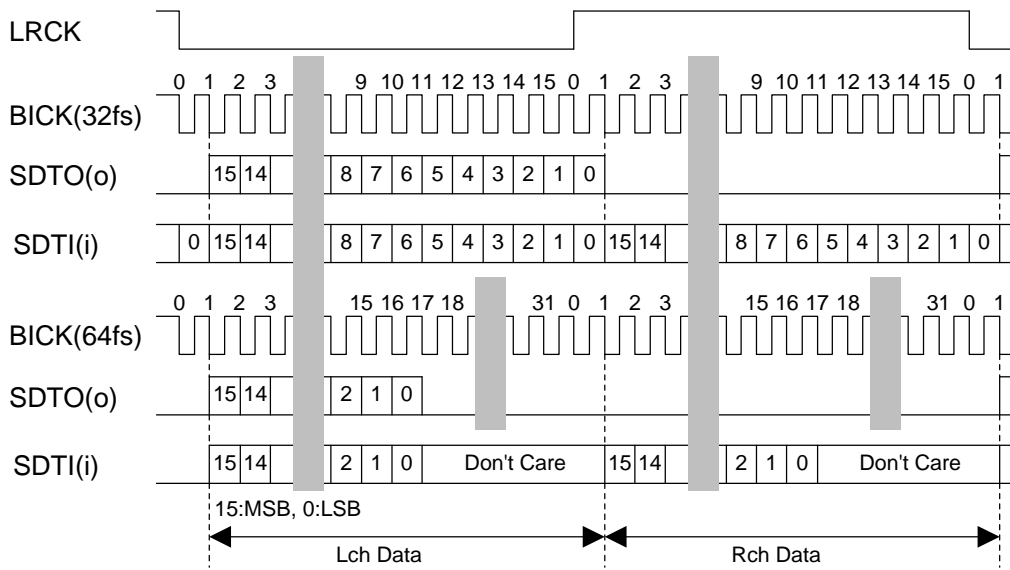 LRCK
0 1 2 3 9 10 11 12 13 14 15 0 1 2 3 9 10 11 12 13 14 15 0 1
BICK(32fs)
SDTO(o) 15 14 8 7 6 5 4 3 2 1 0
SDTI(i) 0 15 14 8 7 6 5 4 3 2 1 0 15 14 8 7 6 5 4 3 2 1 0
0 1 2 3 15 16 17 18 31 0 1 2 3 15 16 17 18 31 0 1
BICK(64fs)
SDTO(o) 15 14 2 1 0
SDTI(i) 15 14 2 1 0 Don't Care 15 14 2 1 0 Don't Care
15:MSB, 0:LSB
Lch Data Rch Data